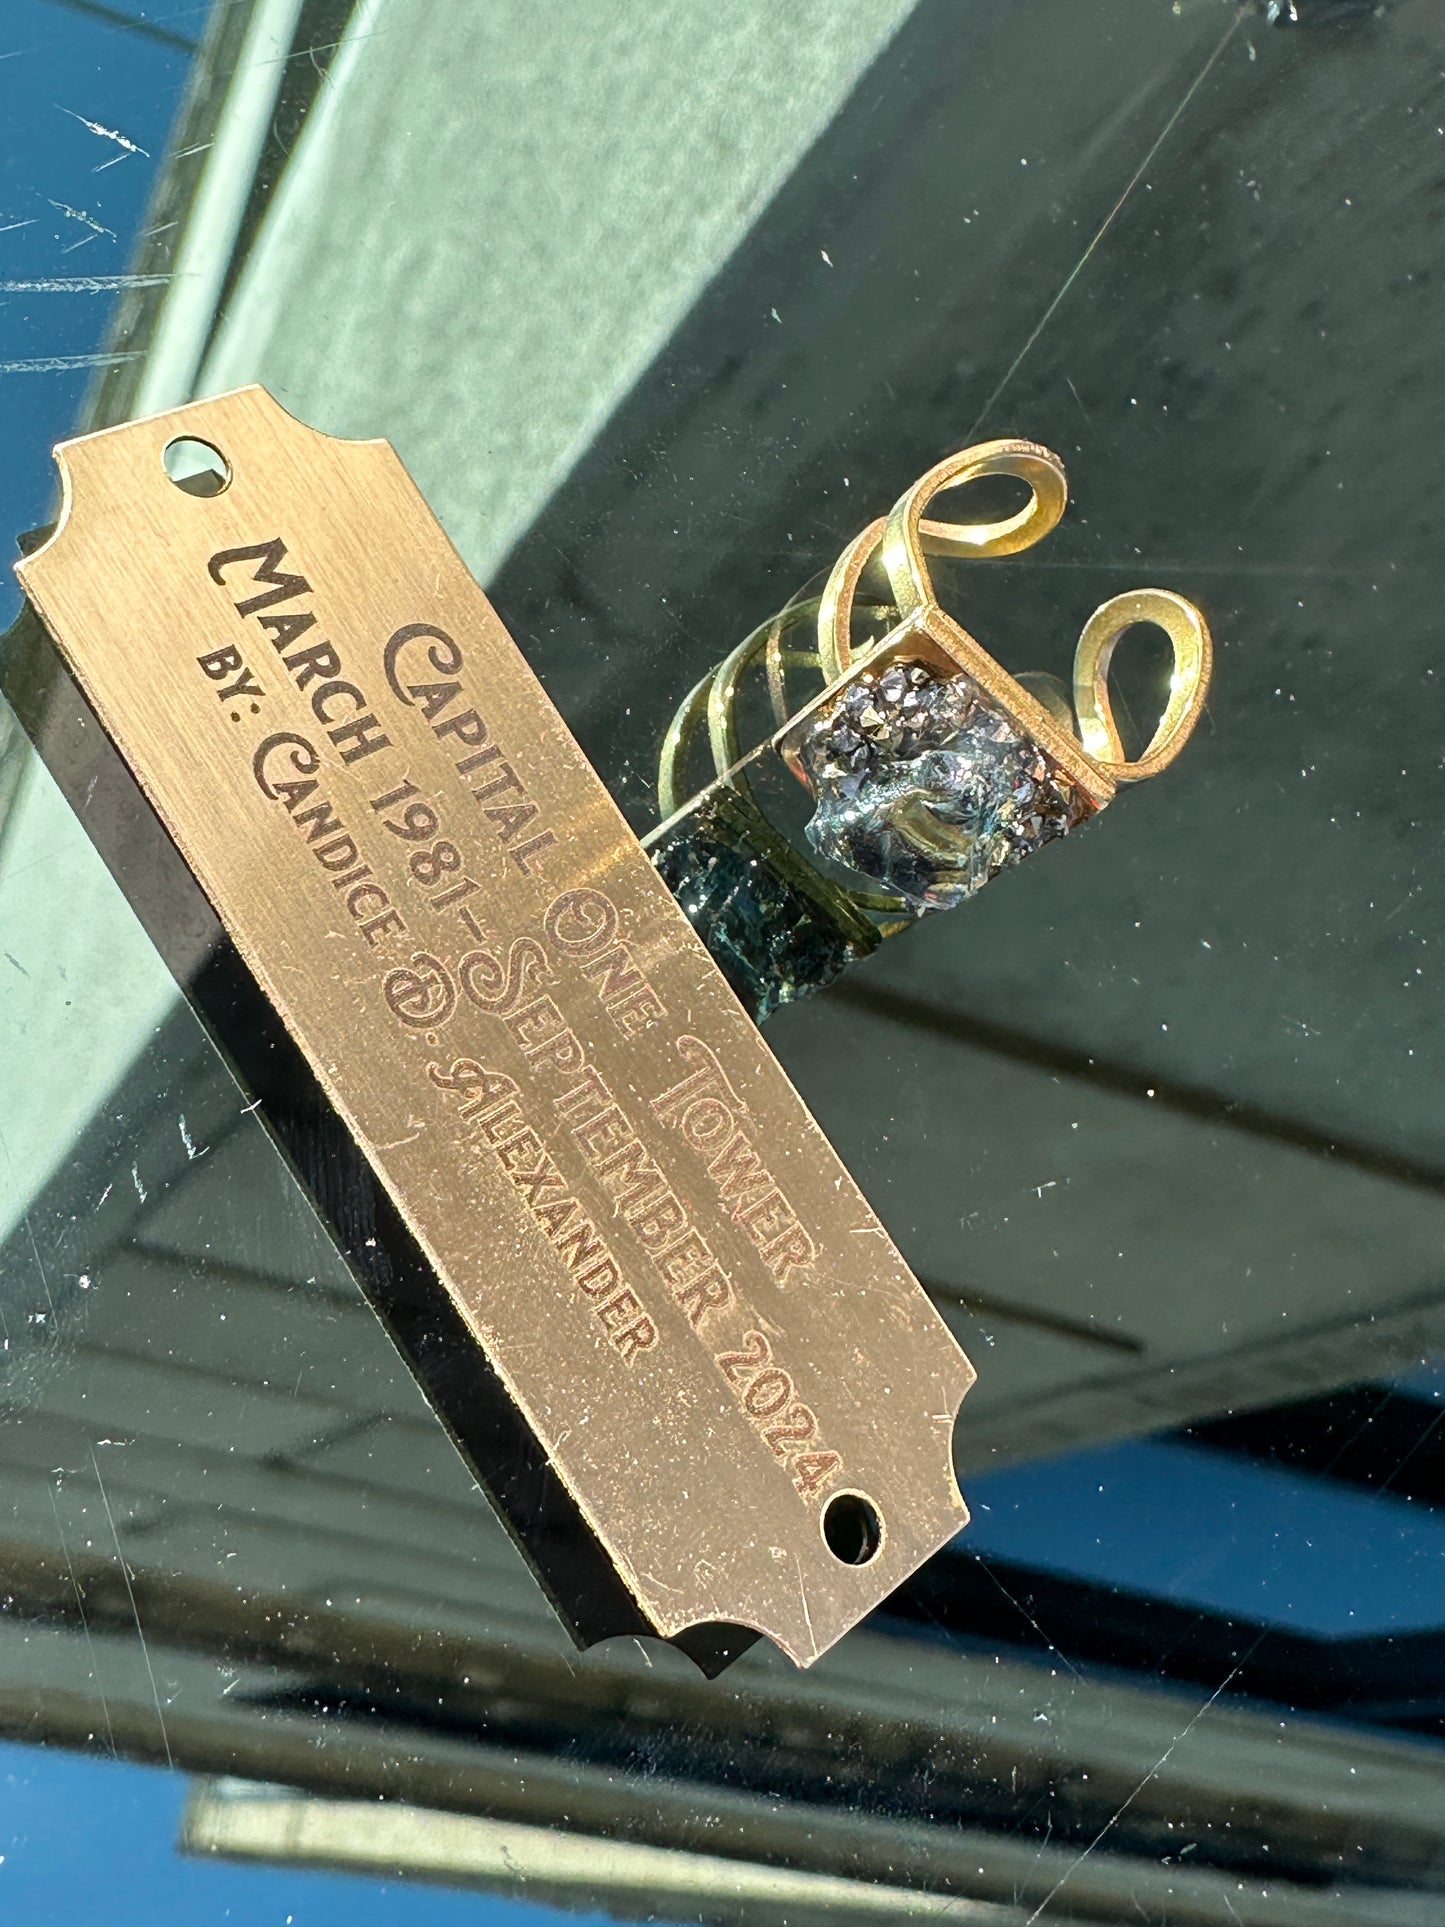 Capital One Tower
March 1981-September 2024
by: Candice D. Alexander